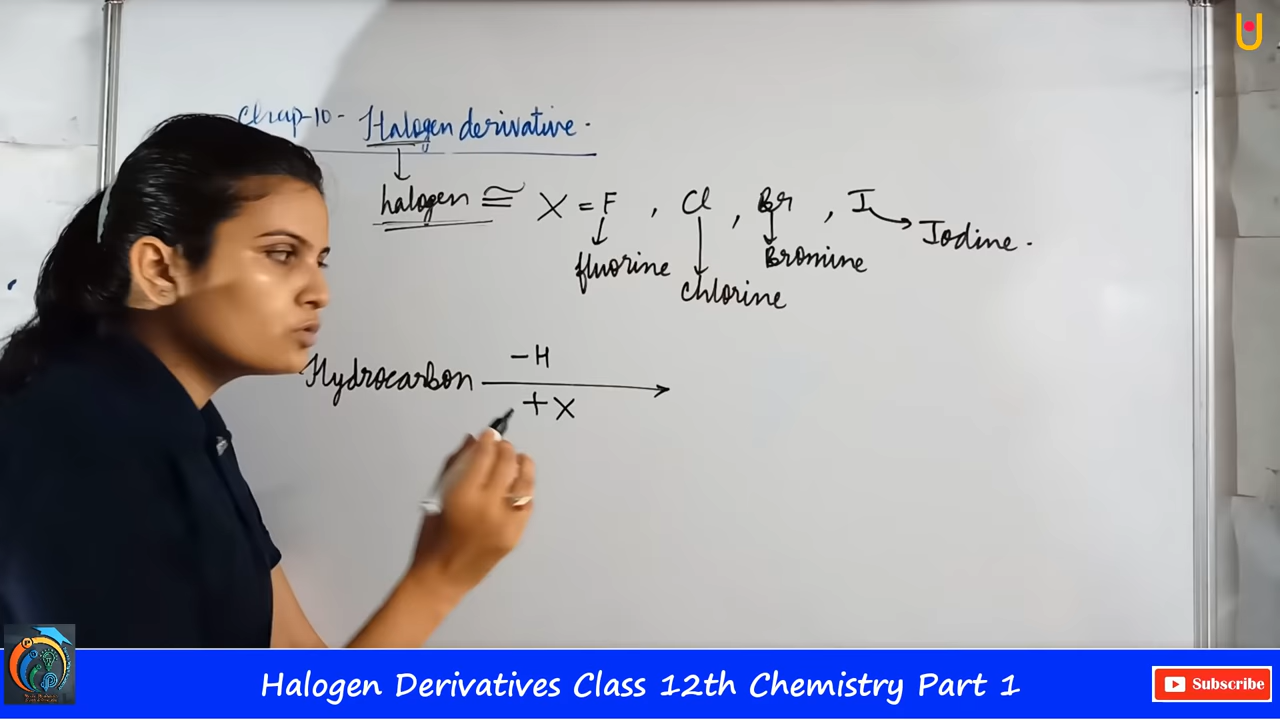 Chap-10- Halogen derivative.
halogen ≅ X = F , Cl , Br , I
Iodine.
fluorine
Bromine
chlorine
Hydrocarbon
-H
+X
Halogen Derivatives Class 12th Chemistry Part 1
Subscribe